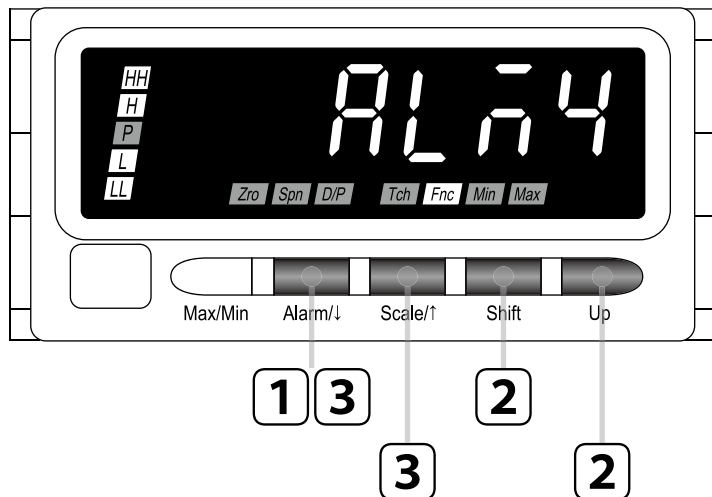 HH
H
P
L
LL
ALM4
Zro Spn D/P Tch Fnc Min Max
Max/Min Alarm/↓ Scale/↑ Shift Up
1 3 2
3 2